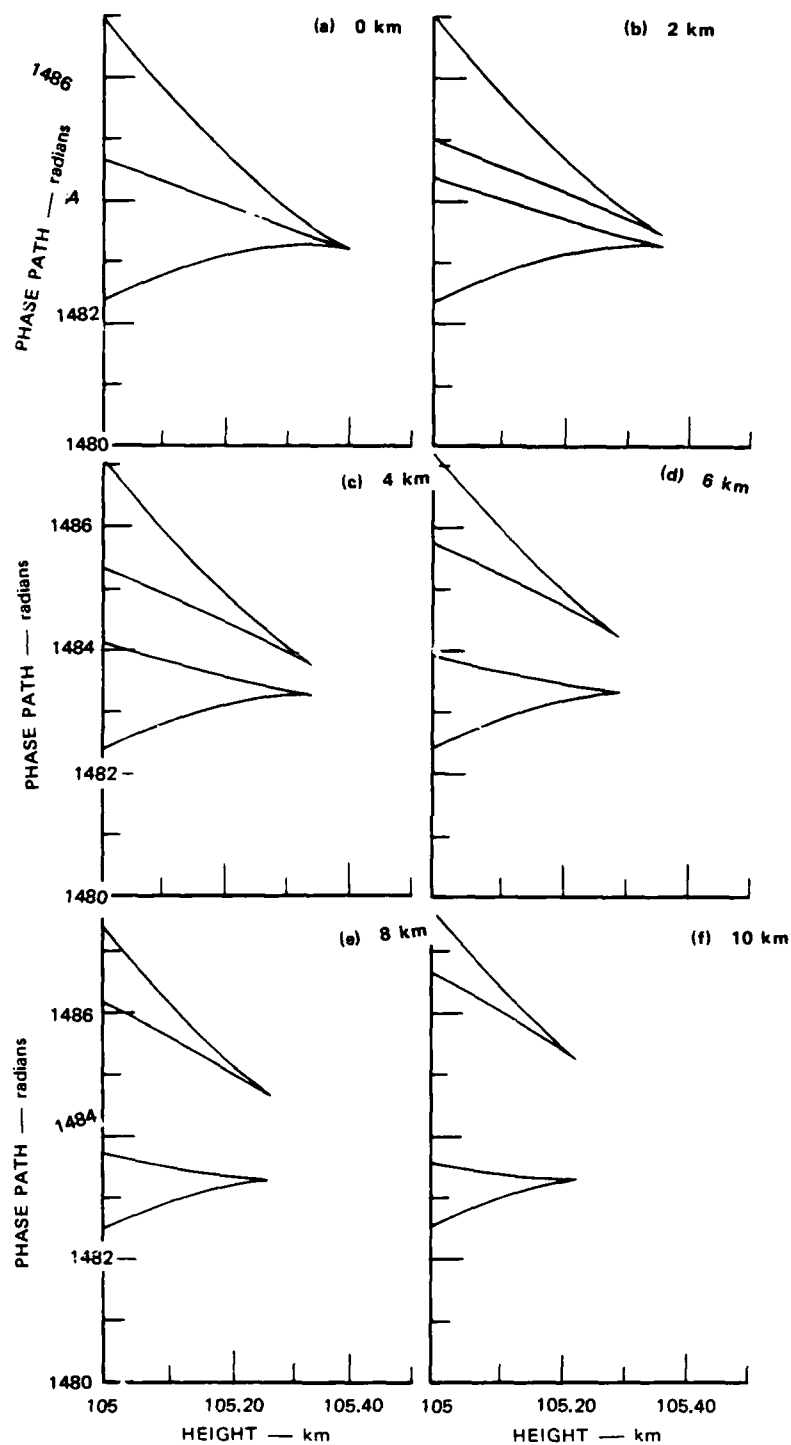 (a) 0 km
(b) 2 km
1486
1482
1480
PHASE PATH — radians
(c) 4 km
(d) 6 km
1486
1484
1482
1480
PHASE PATH — radians
(e) 8 km
(f) 10 km
1486
1484
1482
1480
PHASE PATH — radians
105 105.20 105.40
105 105.20 105.40
HEIGHT — km
HEIGHT — km